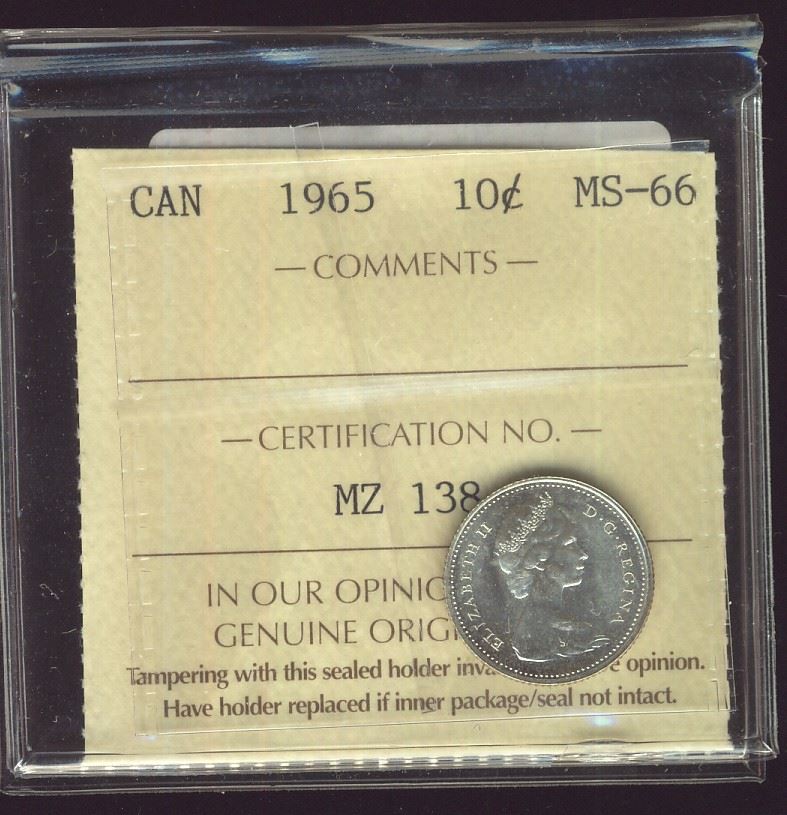 CAN 1965 10¢ MS-66
— COMMENTS —
— CERTIFICATION NO. —
MZ 138
IN OUR OPINIO
GENUINE ORIG
Tampering with this sealed holder inva e opinion.
Have holder replaced if inner package/seal not intact.
ELIZABETH II D·G·REGINA